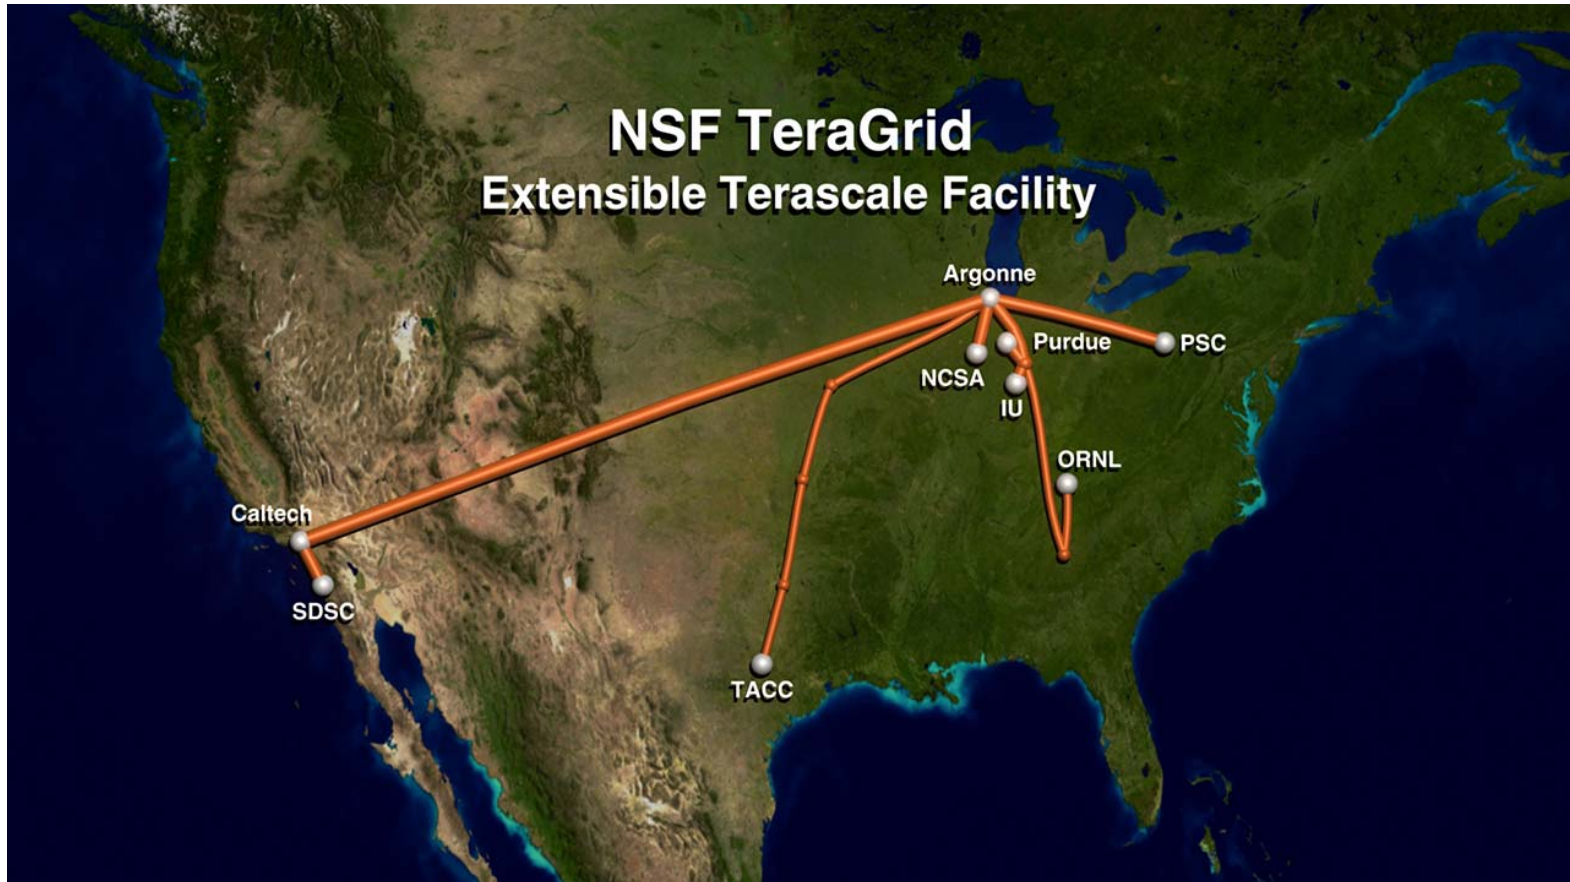 NSF TeraGrid
Extensible Terascale Facility
Argonne
Purdue
PSC
NCSA
IU
ORNL
Caltech
SDSC
TACC